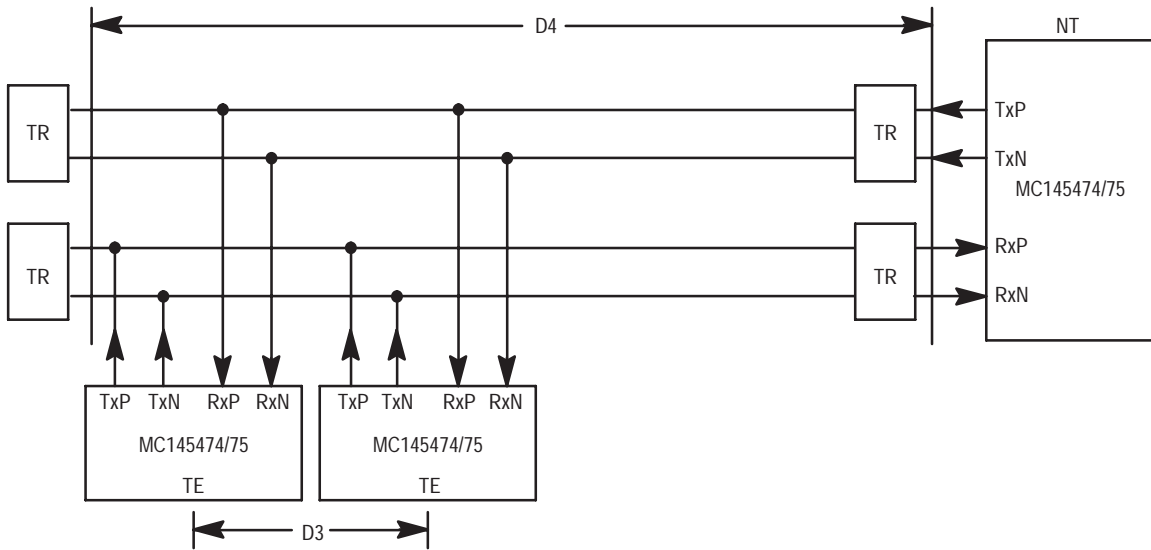 D4
NT
TR
TR
TxP
TxN
MC145474/75
TR
TR
RxP
RxN
TxP TxN RxP RxN
MC145474/75
TE
TxP TxN RxP RxN
MC145474/75
TE
D3